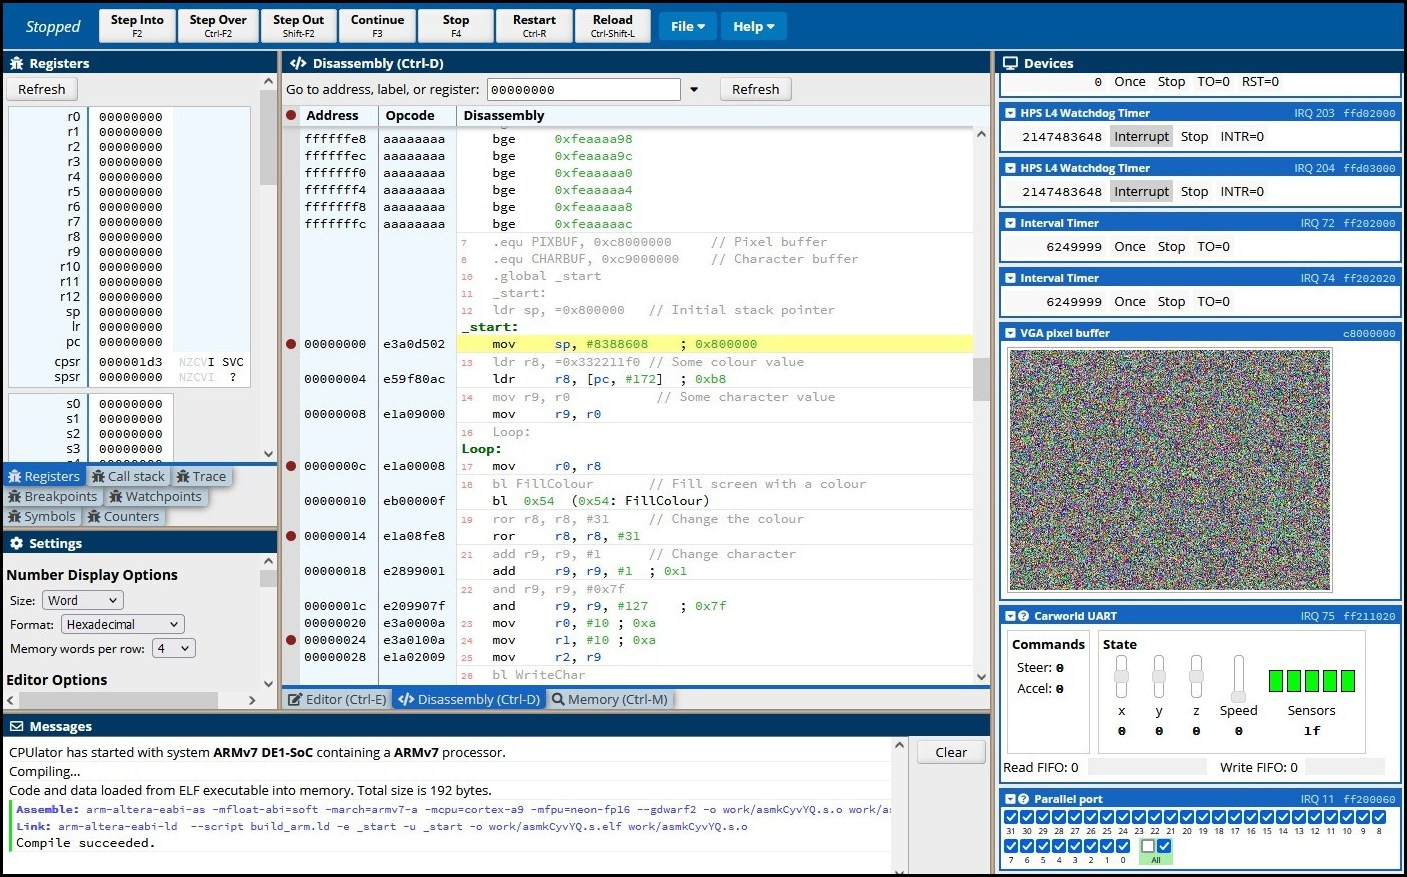 Stopped
Step Into
F2
Step Over
Ctrl-F2
Step Out
Shift-F2
Continue
F3
Stop
F4
Restart
Ctrl-R
Reload
Ctrl-Shift-L
File
Help
Registers
Refresh
r0 00000000
r1 00000000
r2 00000000
r3 00000000
r4 00000000
r5 00000000
r6 00000000
r7 00000000
r8 00000000
r9 00000000
r10 00000000
r11 00000000
r12 00000000
sp 00000000
lr 00000000
pc 00000000
cpsr 000001d3 NZCVI SVC
spsr 00000000 NZCVI ?
s0 00000000
s1 00000000
s2 00000000
s3 00000000
Registers Call stack Trace
Breakpoints Watchpoints
Symbols Counters
Settings
Number Display Options
Size: Word
Format: Hexadecimal
Memory words per row: 4
Editor Options
Disassembly (Ctrl-D)
Go to address, label, or register: 00000000 Refresh
Address Opcode Disassembly
ffffffe8 aaaaaaaa bge 0xfeaaaa98
ffffffec aaaaaaaa bge 0xfeaaaa9c
fffffff0 aaaaaaaa bge 0xfeaaaaa0
fffffff4 aaaaaaaa bge 0xfeaaaaa4
fffffff8 aaaaaaaa bge 0xfeaaaaa8
fffffffc aaaaaaaa bge 0xfeaaaaac
7 .equ PIXBUF, 0xc8000000 // Pixel buffer
8 .equ CHARBUF, 0xc9000000 // Character buffer
10 .global _start
11 _start:
12 ldr sp, =0x800000 // Initial stack pointer
_start:
00000000 e3a0d502 mov sp, #8388608 ; 0x800000
13 ldr r8, =0x332211f0 // Some colour value
00000004 e59f80ac ldr r8, [pc, #172] ; 0xb8
14 mov r9, r0 // Some character value
00000008 e1a09000 mov r9, r0
16 Loop:
Loop:
0000000c e1a00008 17 mov r0, r8
18 bl FillColour // Fill screen with a colour
00000010 eb00000f bl 0x54 (0x54: FillColour)
19 ror r8, r8, #31 // Change the colour
00000014 e1a08fe8 ror r8, r8, #31
21 add r9, r9, #1 // Change character
00000018 e2899001 add r9, r9, #1 ; 0x1
22 and r9, r9, #0x7f
0000001c e209907f and r9, r9, #127 ; 0x7f
00000020 e3a0000a 23 mov r0, #10 ; 0xa
00000024 e3a0100a 24 mov r1, #10 ; 0xa
00000028 e1a02009 25 mov r2, r9
26 bl WriteChar
Editor (Ctrl-E) Disassembly (Ctrl-D) Memory (Ctrl-M)
Messages
Clear
CPUlator has started with system ARMv7 DE1-SoC containing a ARMv7 processor.
Compiling...
Code and data loaded from ELF executable into memory. Total size is 192 bytes.
Assemble: arm-altera-eabi-as -mfloat-abi=soft -march=armv7-a -mcpu=cortex-a9 -mfpu=neon-fp16 --gdwarf2 -o work/asmkCyvYQ.s.o work/as
Link: arm-altera-eabi-ld --script build_arm.ld -e _start -u _start -o work/asmkCyvYQ.s.elf work/asmkCyvYQ.s.o
Compile succeeded.
Devices
0 Once Stop TO=0 RST=0
HPS L4 Watchdog Timer IRQ 203 ffd02000
2147483648 Interrupt Stop INTR=0
HPS L4 Watchdog Timer IRQ 204 ffd03000
2147483648 Interrupt Stop INTR=0
Interval Timer IRQ 72 ff202000
6249999 Once Stop TO=0
Interval Timer IRQ 74 ff202020
6249999 Once Stop TO=0
VGA pixel buffer c8000000
Carworld UART IRQ 75 ff211020
Commands State
Steer: 0
Accel: 0
x y z Speed Sensors
0 0 0 0 1f
Read FIFO: 0 Write FIFO: 0
Parallel port IRQ 11 ff200060
31 30 29 28 27 26 25 24 23 22 21 20 19 18 17 16 15 14 13 12 11 10 9 8
7 6 5 4 3 2 1 0 All